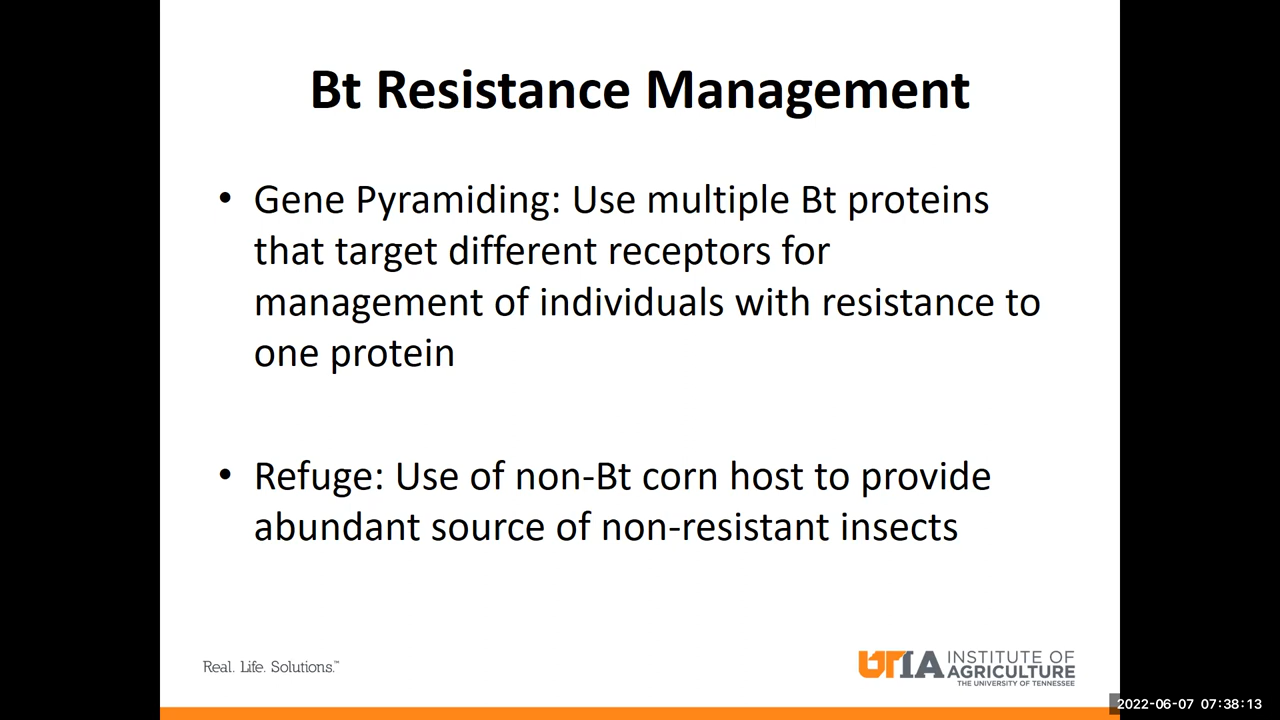 Bt Resistance Management
• Gene Pyramiding: Use multiple Bt proteins
that target different receptors for
management of individuals with resistance to
one protein
• Refuge: Use of non-Bt corn host to provide
abundant source of non-resistant insects
Real. Life. Solutions.™
UTIA INSTITUTE OF
AGRICULTURE
THE UNIVERSITY OF TENNESSEE
2022-06-07 07:38:13